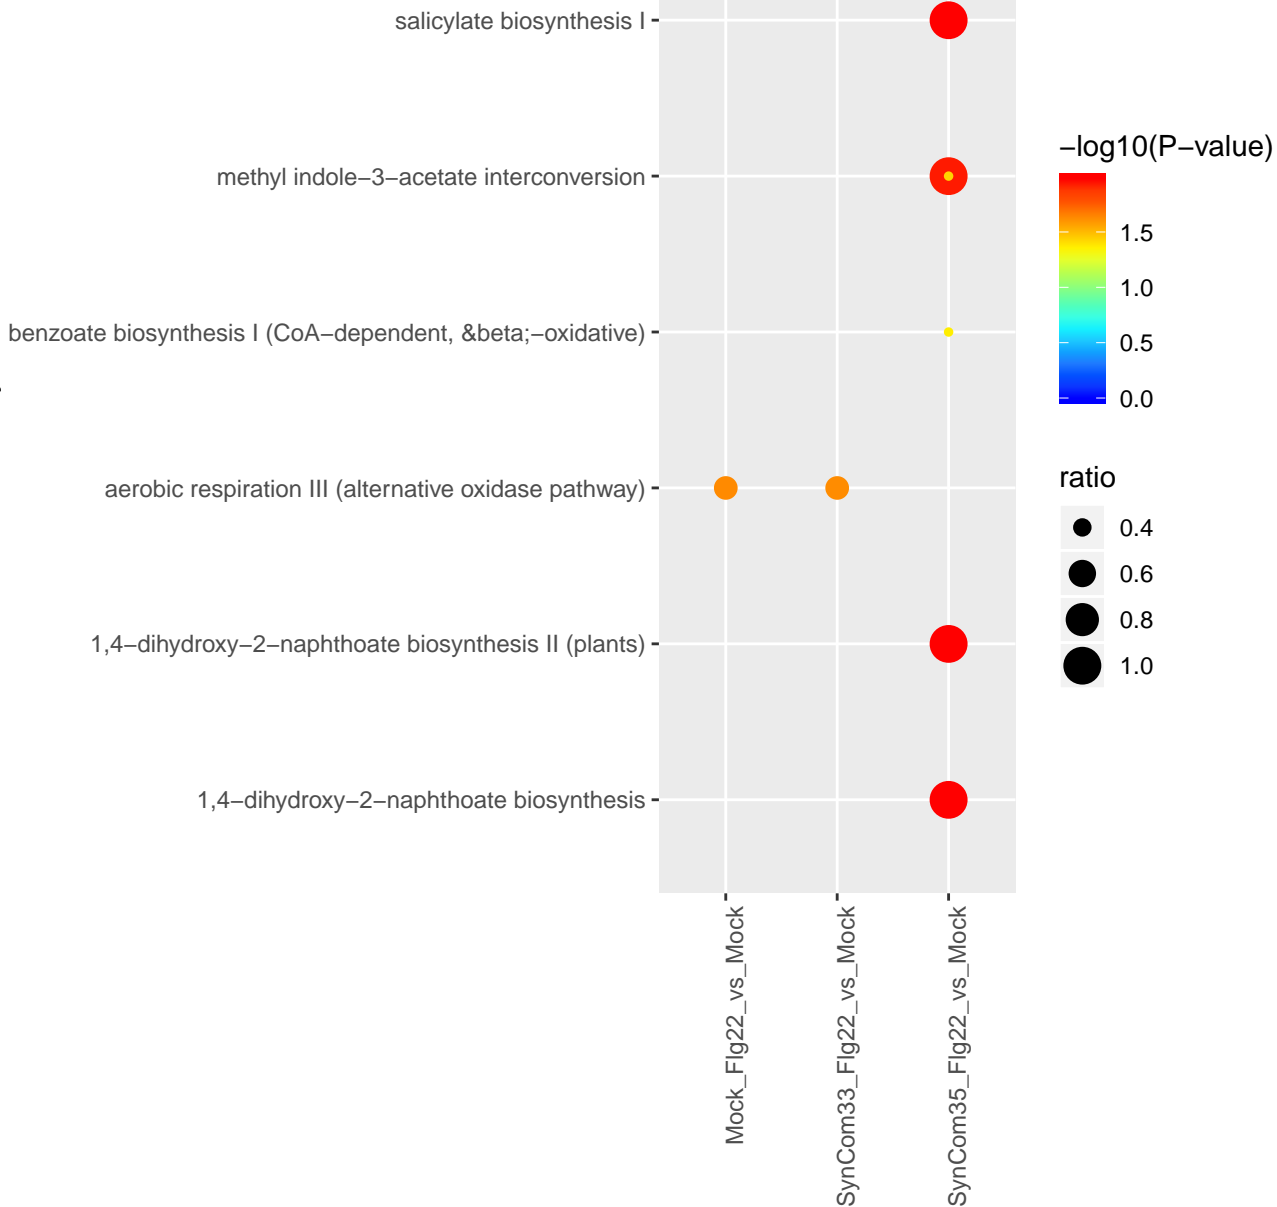 salicylate biosynthesis I
methyl indole−3−acetate interconversion
benzoate biosynthesis I (CoA−dependent, &beta;−oxidative)
aerobic respiration III (alternative oxidase pathway)
1,4−dihydroxy−2−naphthoate biosynthesis II (plants)
1,4−dihydroxy−2−naphthoate biosynthesis
Mock_Flg22_vs_Mock
SynCom33_Flg22_vs_Mock
SynCom35_Flg22_vs_Mock
−log10(P−value)
1.5
1.0
0.5
0.0
ratio
0.4
0.6
0.8
1.0